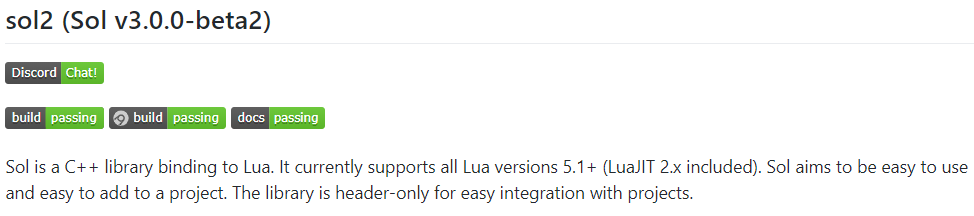 sol2 (Sol v3.0.0-beta2)
Discord Chat!
build passing build passing docs passing
Sol is a C++ library binding to Lua. It currently supports all Lua versions 5.1+ (LuaJIT 2.x included). Sol aims to be easy to use
and easy to add to a project. The library is header-only for easy integration with projects.